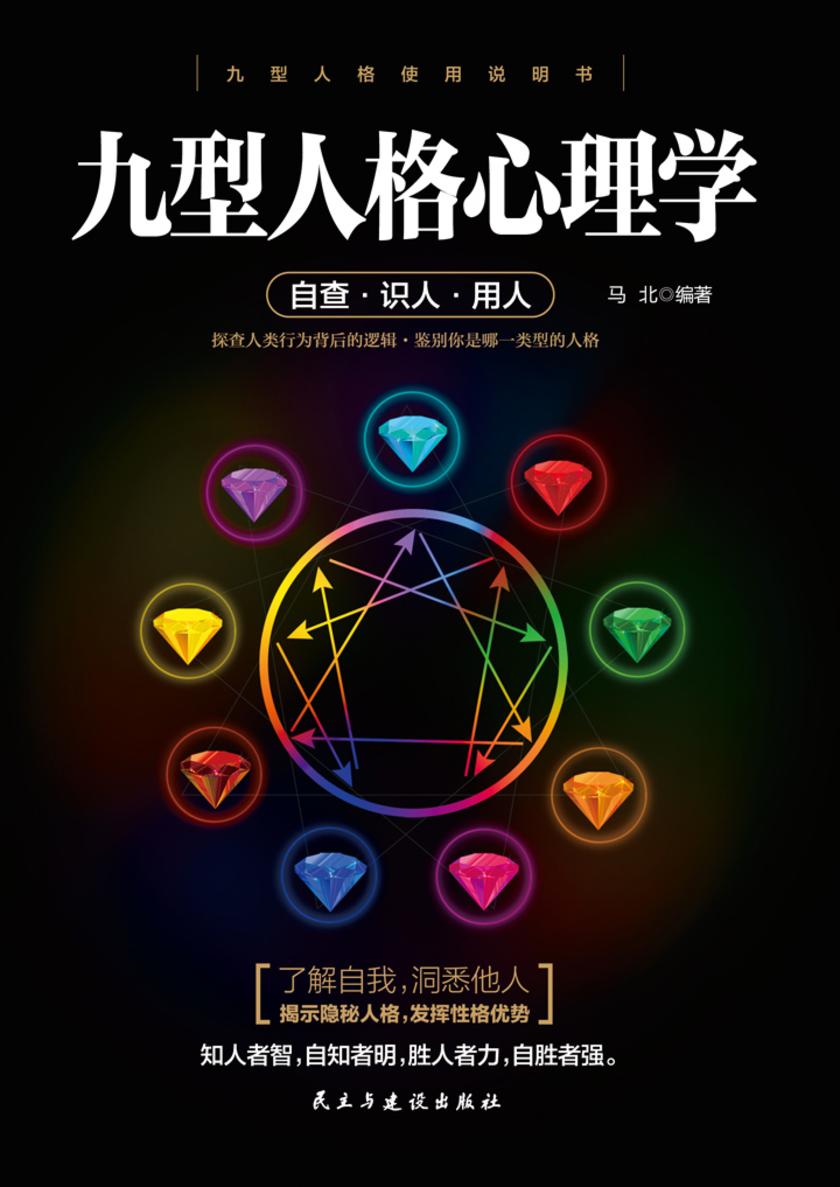 九型人格使用说明书
九型人格心理学
自查·识人·用人
马 北◎编著
探查人类行为背后的逻辑·鉴别你是哪一类型的人格
了解自我,洞悉他人
揭示隐秘人格,发挥性格优势
知人者智,自知者明,胜人者力,自胜者强。
民主与建设出版社